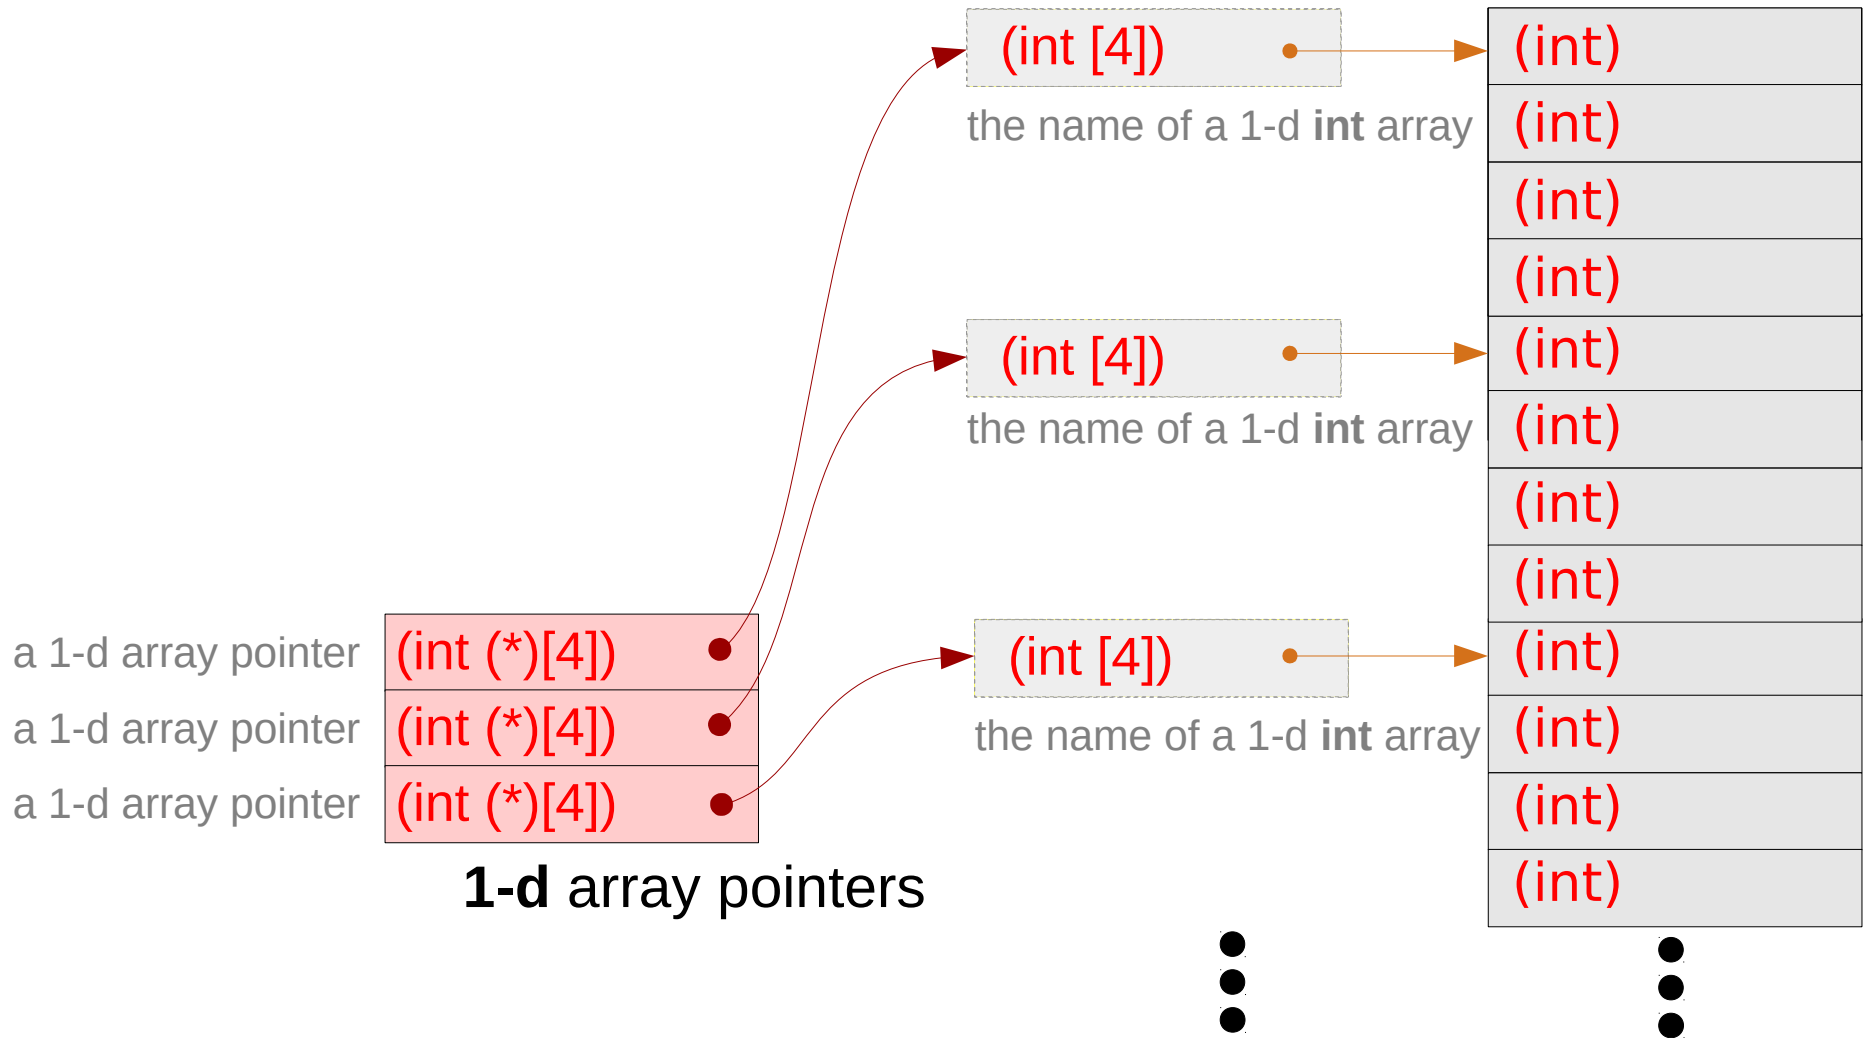 (int [4])
the name of a 1-d int array
(int [4])
the name of a 1-d int array
(int [4])
the name of a 1-d int array
(int)
(int)
(int)
(int)
(int)
(int)
(int)
(int)
(int)
(int)
(int)
(int)
a 1-d array pointer (int (*)[4])
a 1-d array pointer (int (*)[4])
a 1-d array pointer (int (*)[4])
1-d array pointers